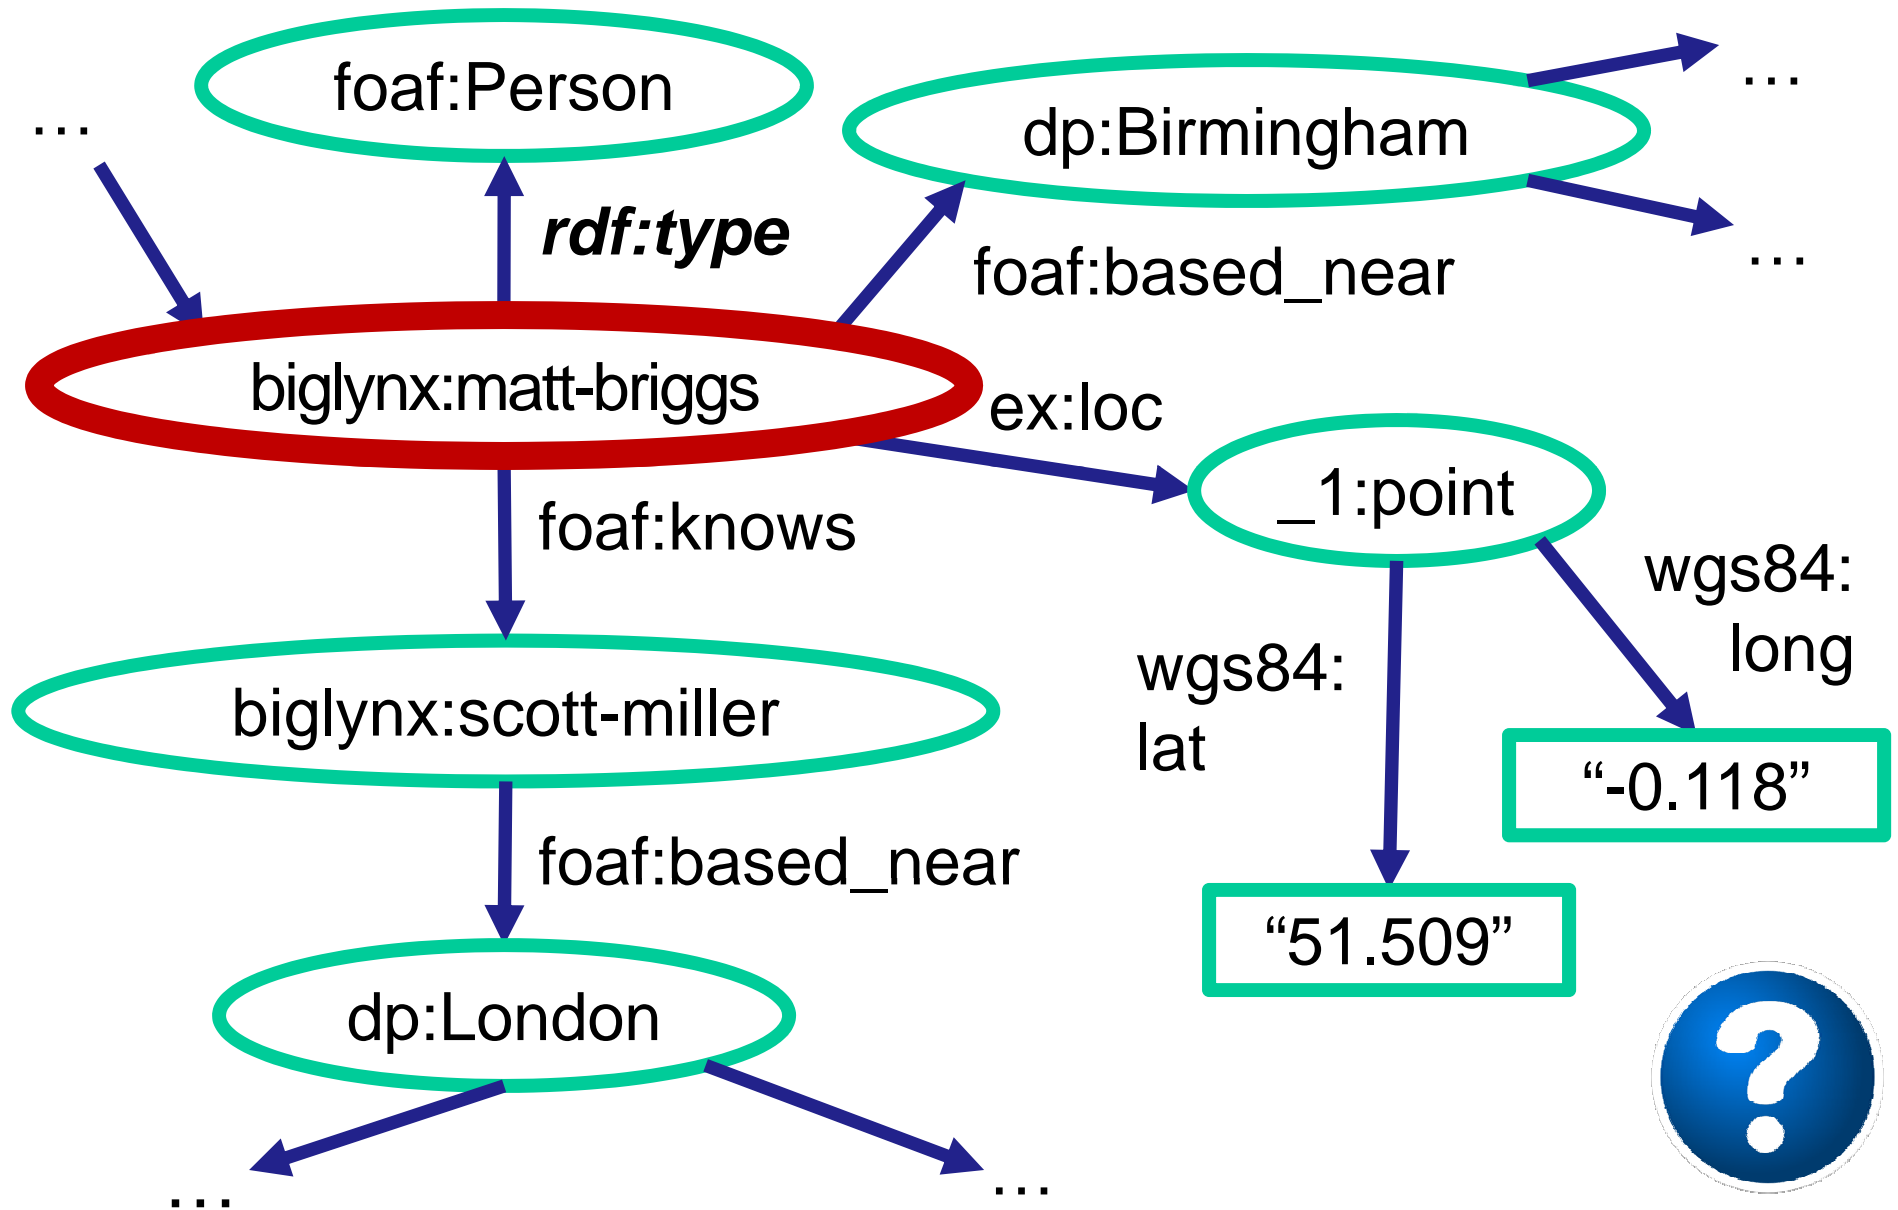 foaf:Person
…
…
dp:Birmingham
rdf:type
foaf:based_near
…
biglynx:matt-briggs
ex:loc
_1:point
foaf:knows
wgs84:
long
wgs84:
lat
biglynx:scott-miller
“-0.118”
foaf:based_near
“51.509”
dp:London
?
…
…